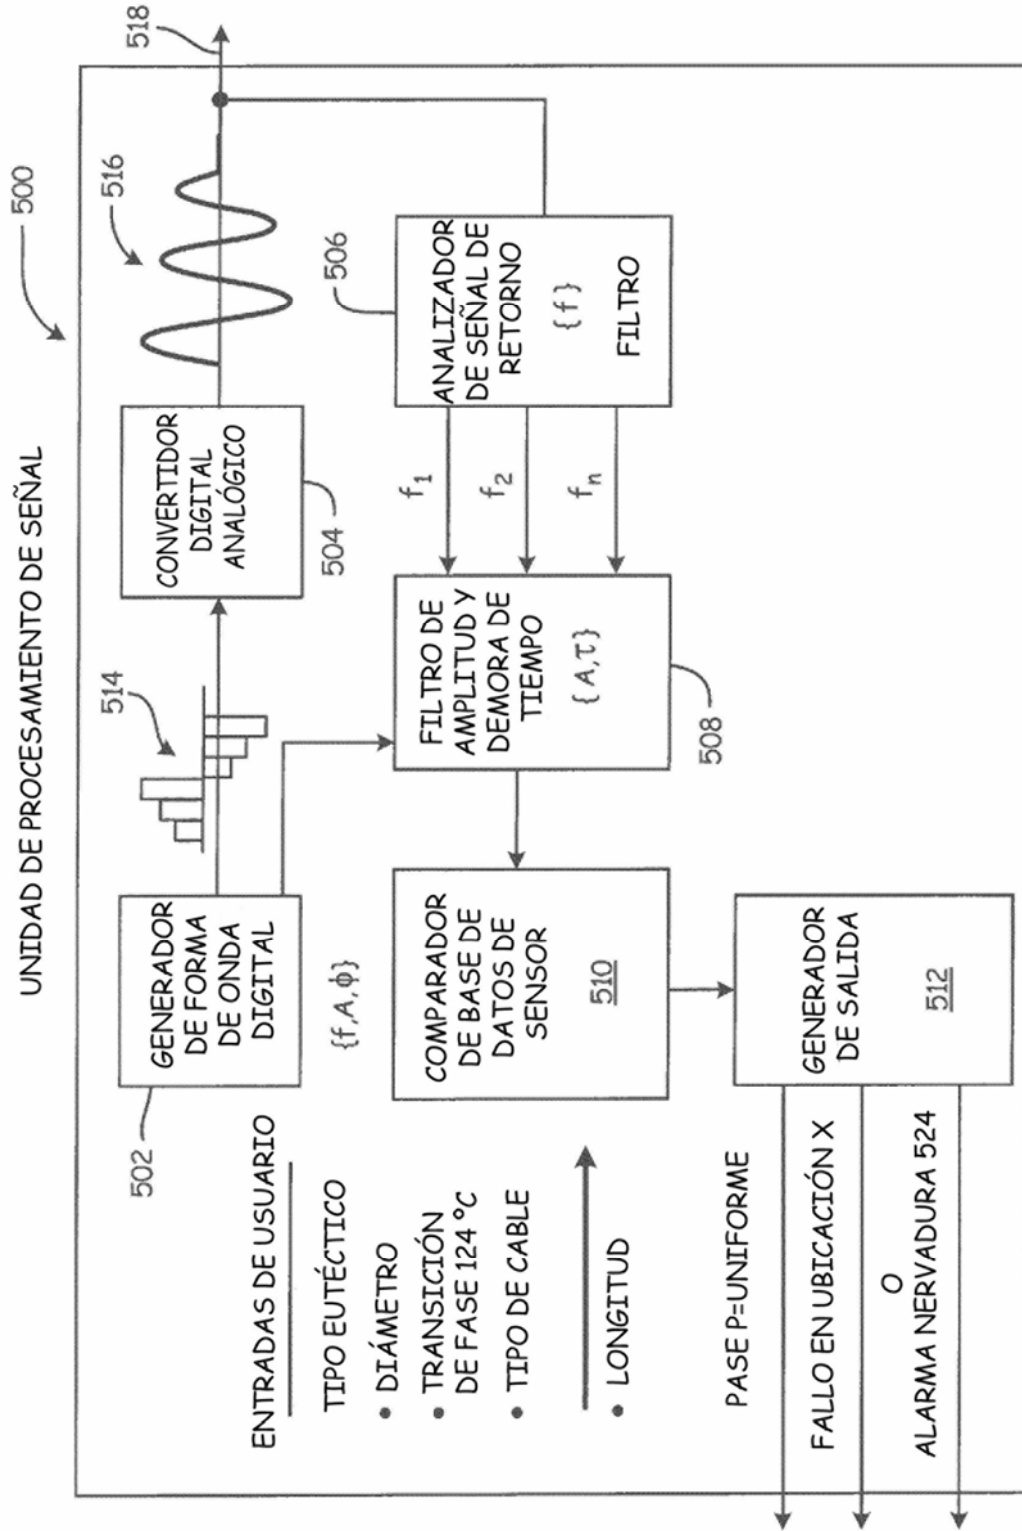 UNIDAD DE PROCESAMIENTO DE SEÑAL
500
ENTRADAS DE USUARIO
TIPO EUTÉCTICO
• DIÁMETRO
• TRANSICIÓN
DE FASE 124 °C
• TIPO DE CABLE
• LONGITUD
502
GENERADOR
DE FORMA
DE ONDA
DIGITAL
{f,A,ϕ}
514
CONVERTIDOR
DIGITAL
ANALÓGICO
504
516
518
COMPARADOR
DE BASE DE
DATOS DE
SENSOR
510
FILTRO DE
AMPLITUD Y
DEMORA DE
TIEMPO
{A,τ}
508
f1
f2
fn
506
ANALIZADOR
DE SEÑAL DE
RETORNO
{f}
FILTRO
GENERADOR
DE SALIDA
512
PASE P=UNIFORME
FALLO EN UBICACIÓN X
O
ALARMA NERVADURA 524